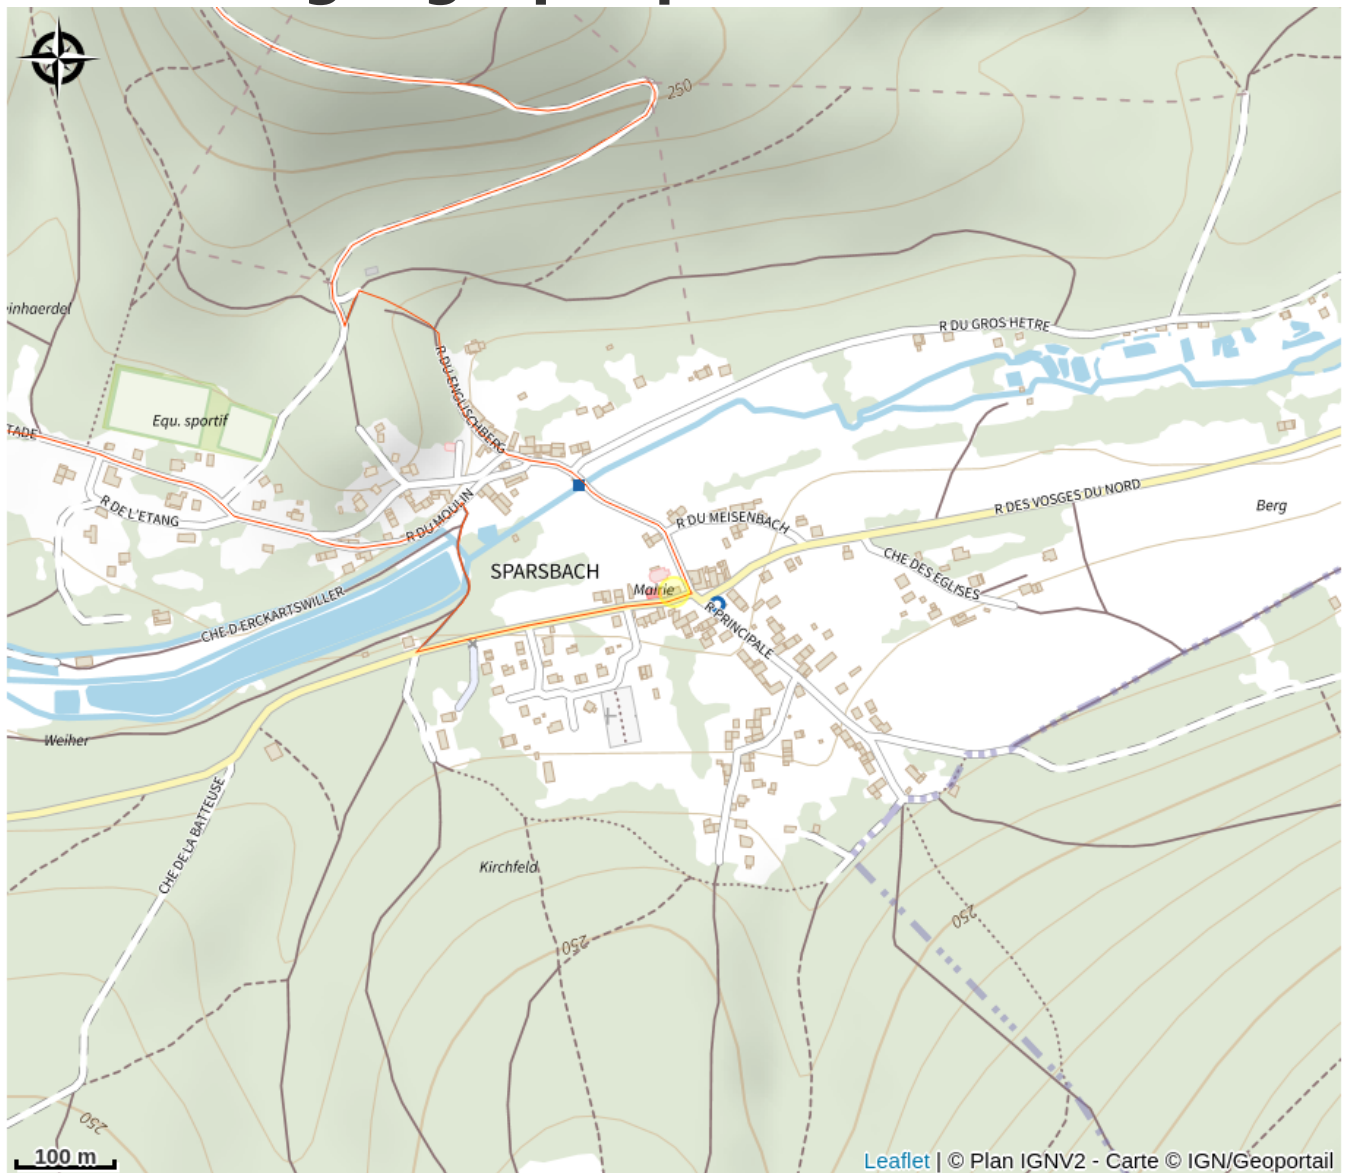 250
R DU GROS HETRE
einhaerdel
R DU ENGLISCHBERG
Equ. sportif
TADE
R DE L'ETANG
R DU MOULIN
R DU MEISENBACH
R DES VOSGES DU NORD
Berg
CHE DES EGLISES
SPARSBACH
Mairie
R PRINCIPALE
CHE D ERCKARTSWILLER
Weiher
CHE DE LA BATTEUSE
Kirchfeld
250
250
250
100 m
Leaflet | © Plan IGNV2 - Carte © IGN/Geoportail